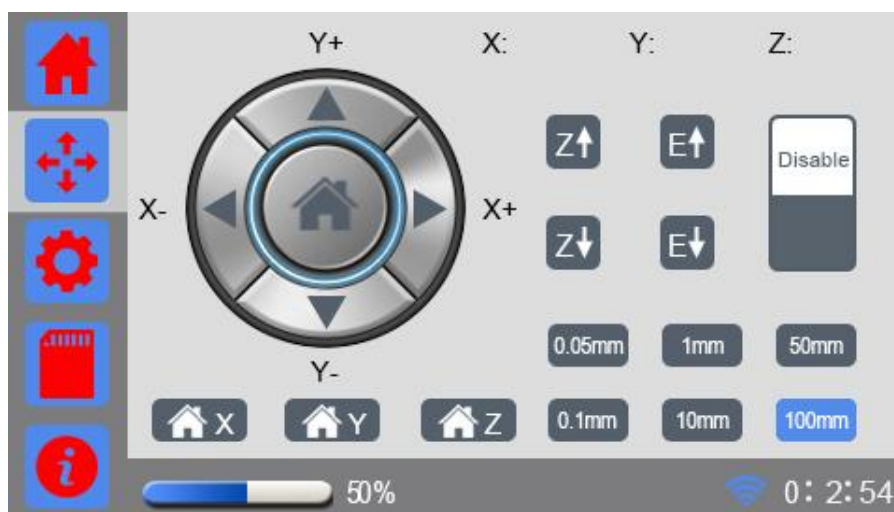 Y+ X: Y: Z:
Z E Disable
X- X+
Z E
0.05mm 1mm 50mm
Y-
X Y Z 0.1mm 10mm 100mm
i
50% 0: 2:54